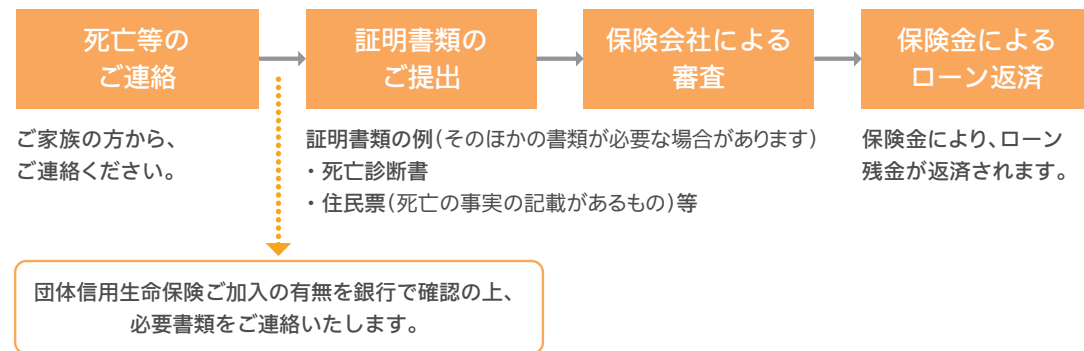 死亡等の
ご連絡
証明書類の
ご提出
保険会社による
審査
保険金による
ローン返済
ご家族の方から、
ご連絡ください。
証明書類の例(そのほかの書類が必要な場合があります)
・死亡診断書
・住民票(死亡の事実の記載があるもの)等
保険金により、ローン
残金が返済されます。
団体信用生命保険ご加入の有無を銀行で確認の上、
必要書類をご連絡いたします。